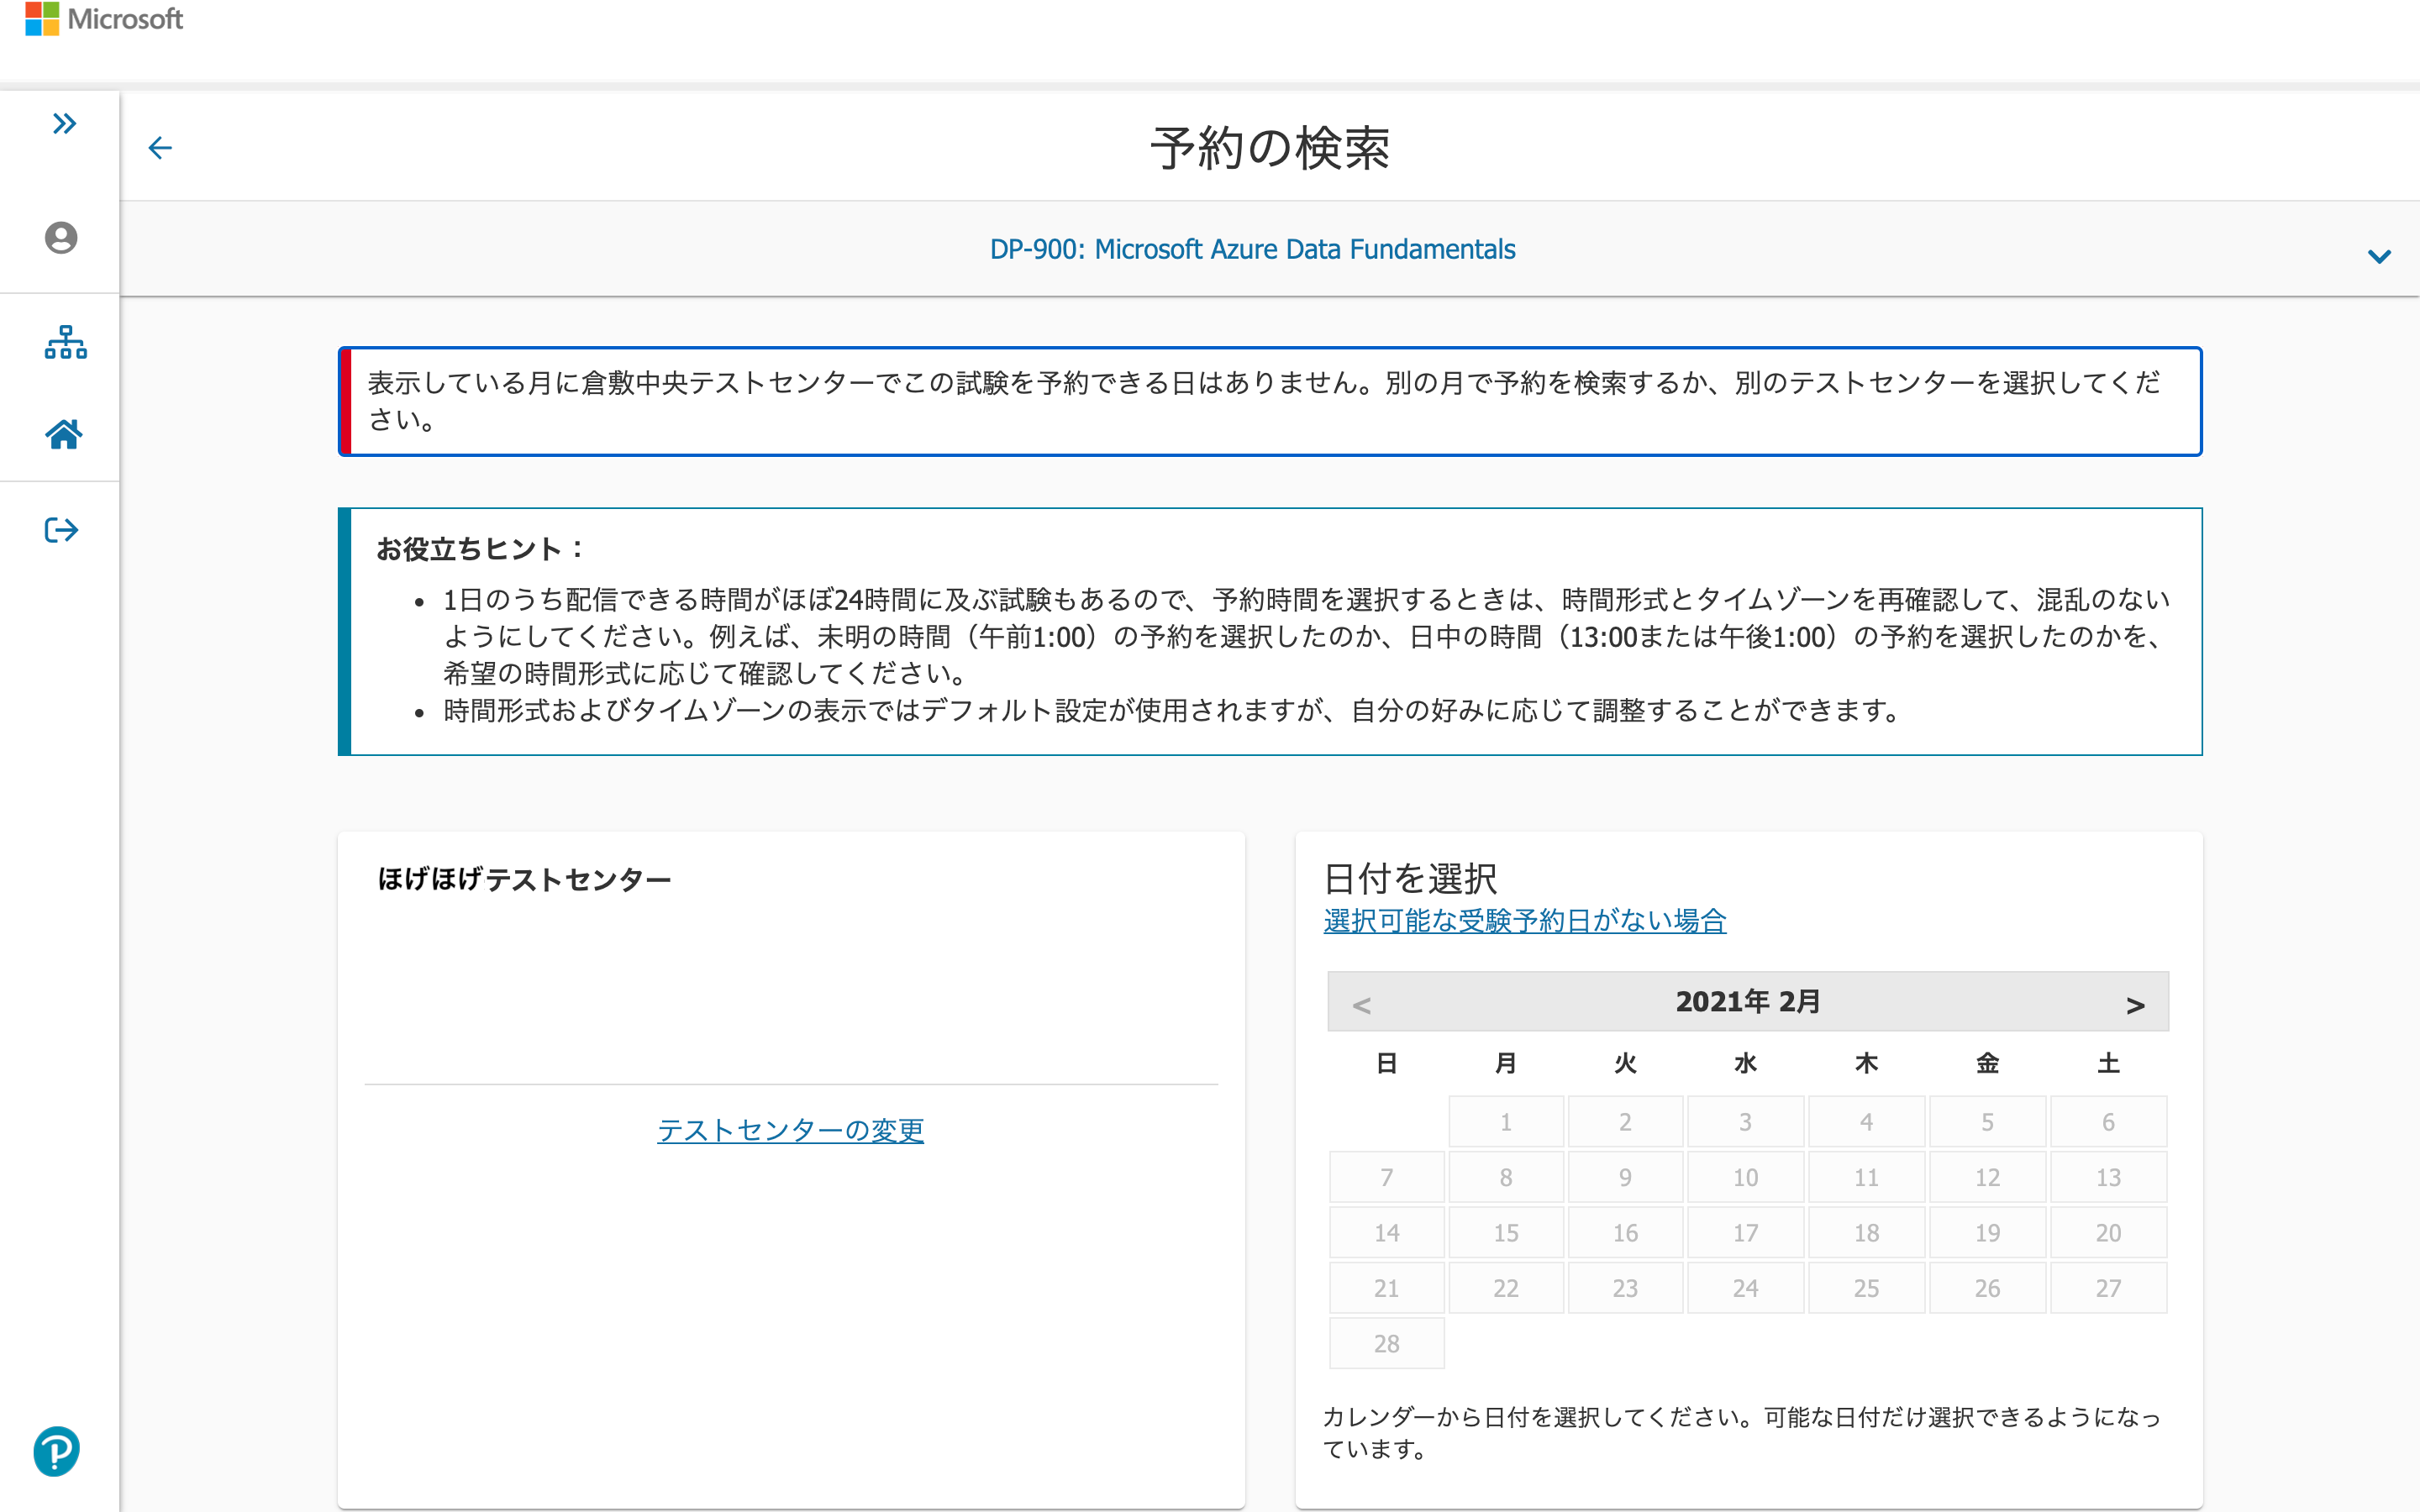 Microsoft
予約の検索
DP-900: Microsoft Azure Data Fundamentals
表示している月に倉敷中央テストセンターでこの試験を予約できる日はありません。別の月で予約を検索するか、別のテストセンターを選択してくだ
さい。
お役立ちヒント：
• 1日のうち配信できる時間がほぼ24時間に及ぶ試験もあるので、予約時間を選択するときは、時間形式とタイムゾーンを再確認して、混乱のない
ようにしてください。例えば、未明の時間（午前1:00）の予約を選択したのか、日中の時間（13:00または午後1:00）の予約を選択したのかを、
希望の時間形式に応じて確認してください。
• 時間形式およびタイムゾーンの表示ではデフォルト設定が使用されますが、自分の好みに応じて調整することができます。
ほげほげテストセンター
テストセンターの変更
日付を選択
選択可能な受験予約日がない場合
< 2021年 2月 >
日 月 火 水 木 金 土
1 2 3 4 5 6
7 8 9 10 11 12 13
14 15 16 17 18 19 20
21 22 23 24 25 26 27
28
カレンダーから日付を選択してください。可能な日付だけ選択できるようになっ
ています。